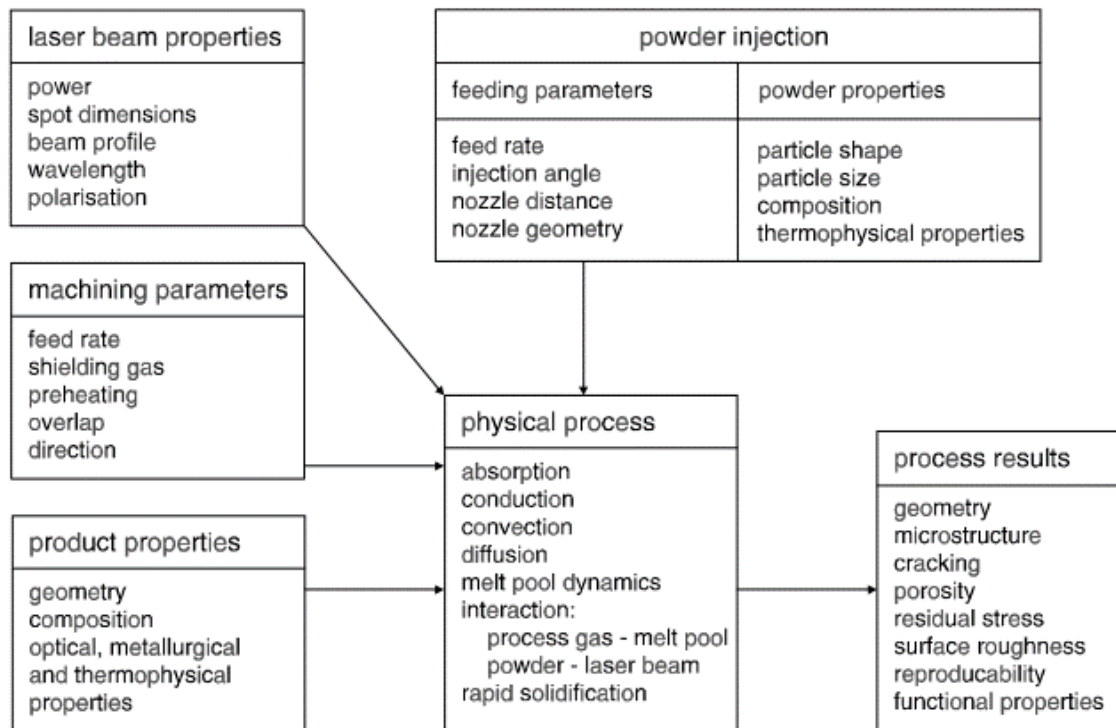 laser beam properties
power
spot dimensions
beam profile
wavelength
polarisation
powder injection
feeding parameters
feed rate
injection angle
nozzle distance
nozzle geometry
powder properties
particle shape
particle size
composition
thermophysical properties
machining parameters
feed rate
shielding gas
preheating
overlap
direction
product properties
geometry
composition
optical, metallurgical
and thermophysical
properties
physical process
absorption
conduction
convection
diffusion
melt pool dynamics
interaction:
process gas - melt pool
powder - laser beam
rapid solidification
process results
geometry
microstructure
cracking
porosity
residual stress
surface roughness
reproducability
functional properties